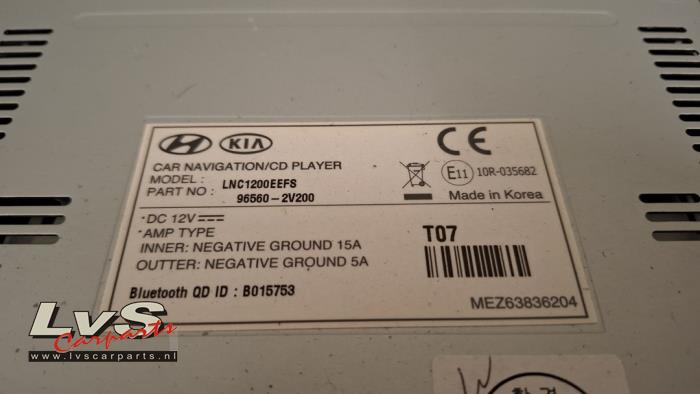 HYUNDAI KIA CE
CAR NAVIGATION/CD PLAYER
MODEL : LNC1200EEFS E11 10R-035682
PART NO : 96560-2V200 Made in Korea
·DC 12V
·AMP TYPE T07
INNER: NEGATIVE GROUND 15A
OUTTER: NEGATIVE GROUND 5A
Bluetooth QD ID : B015753
MEZ63836204
LvS
Carparts
www.lvscarparts.nl